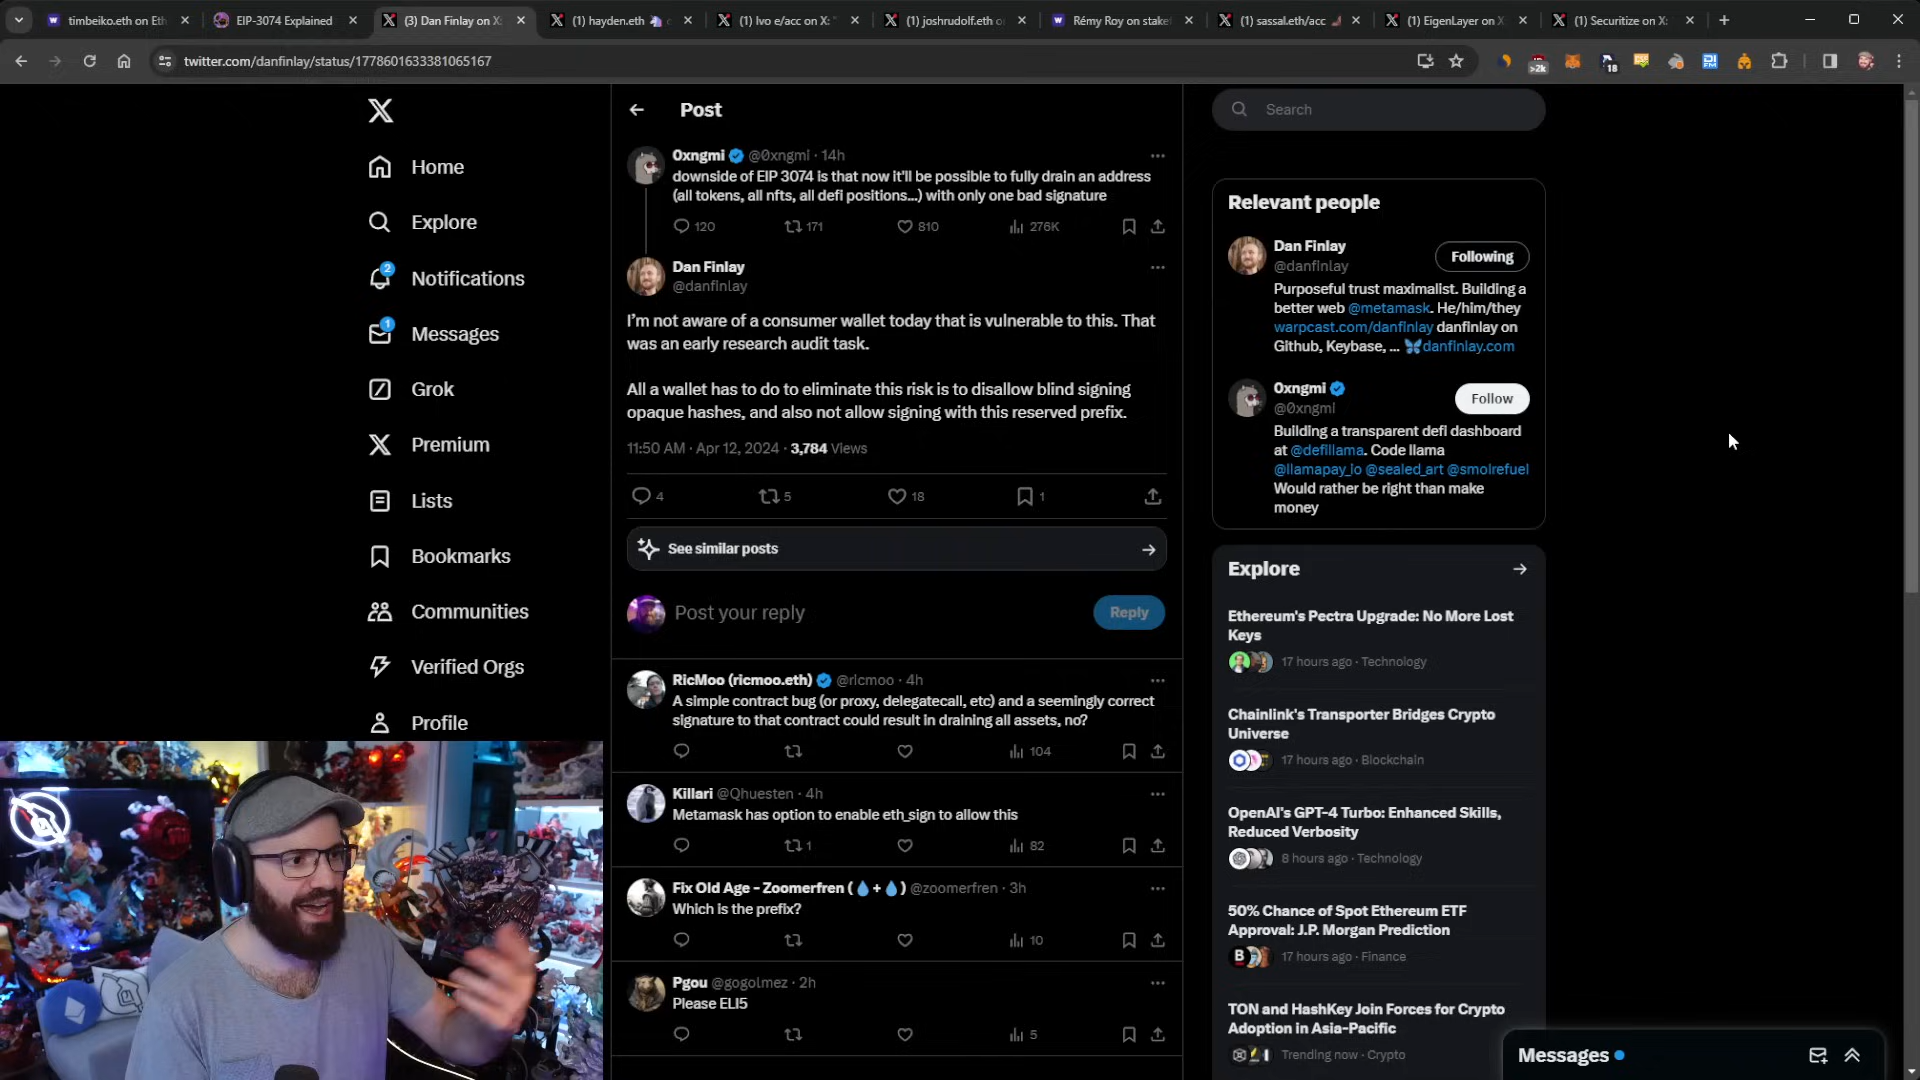 timbeiko.eth on Eth
EIP-3074 Explained
(3) Dan Finlay on X:
(1) hayden.eth
(1) Ivo e/acc on X: "
(1) joshrudolf.eth o
Rémy Roy on stake
(1) sassal.eth/acc
(1) EigenLayer on X
(1) Securitize on X:
twitter.com/danfinlay/status/1778601633381065167
>2k
18
Home
Explore
2
Notifications
1
Messages
Grok
Premium
Lists
Bookmarks
Communities
Verified Orgs
Profile
Post
0xngmi @0xngmi · 14h
downside of EIP 3074 is that now it'll be possible to fully drain an address
(all tokens, all nfts, all defi positions...) with only one bad signature
120 171 810 276K
Dan Finlay
@danfinlay
I'm not aware of a consumer wallet today that is vulnerable to this. That
was an early research audit task.
All a wallet has to do to eliminate this risk is to disallow blind signing
opaque hashes, and also not allow signing with this reserved prefix.
11:50 AM · Apr 12, 2024 · 3,784 Views
4 5 18 1
See similar posts
Post your reply
Reply
RicMoo (ricmoo.eth) @ricmoo · 4h
A simple contract bug (or proxy, delegatecall, etc) and a seemingly correct
signature to that contract could result in draining all assets, no?
104
Killari @Qhuesten · 4h
Metamask has option to enable eth_sign to allow this
1 82
Fix Old Age - Zoomerfren (💧+💧) @zoomerfren · 3h
Which is the prefix?
10
Pgou @gogolmez · 2h
Please ELI5
5
Search
Relevant people
Dan Finlay
@danfinlay
Following
Purposeful trust maximalist. Building a
better web @metamask. He/him/they
warpcast.com/danfinlay danfinlay on
Github, Keybase, ... 🦋danfinlay.com
0xngmi
@0xngmi
Follow
Building a transparent defi dashboard
at @defillama. Code llama
@llamapay_io @sealed_art @smolrefuel
Would rather be right than make
money
Explore
Ethereum's Pectra Upgrade: No More Lost
Keys
17 hours ago · Technology
Chainlink's Transporter Bridges Crypto
Universe
17 hours ago · Blockchain
OpenAI's GPT-4 Turbo: Enhanced Skills,
Reduced Verbosity
8 hours ago · Technology
50% Chance of Spot Ethereum ETF
Approval: J.P. Morgan Prediction
17 hours ago · Finance
TON and HashKey Join Forces for Crypto
Adoption in Asia-Pacific
Trending now · Crypto
Messages